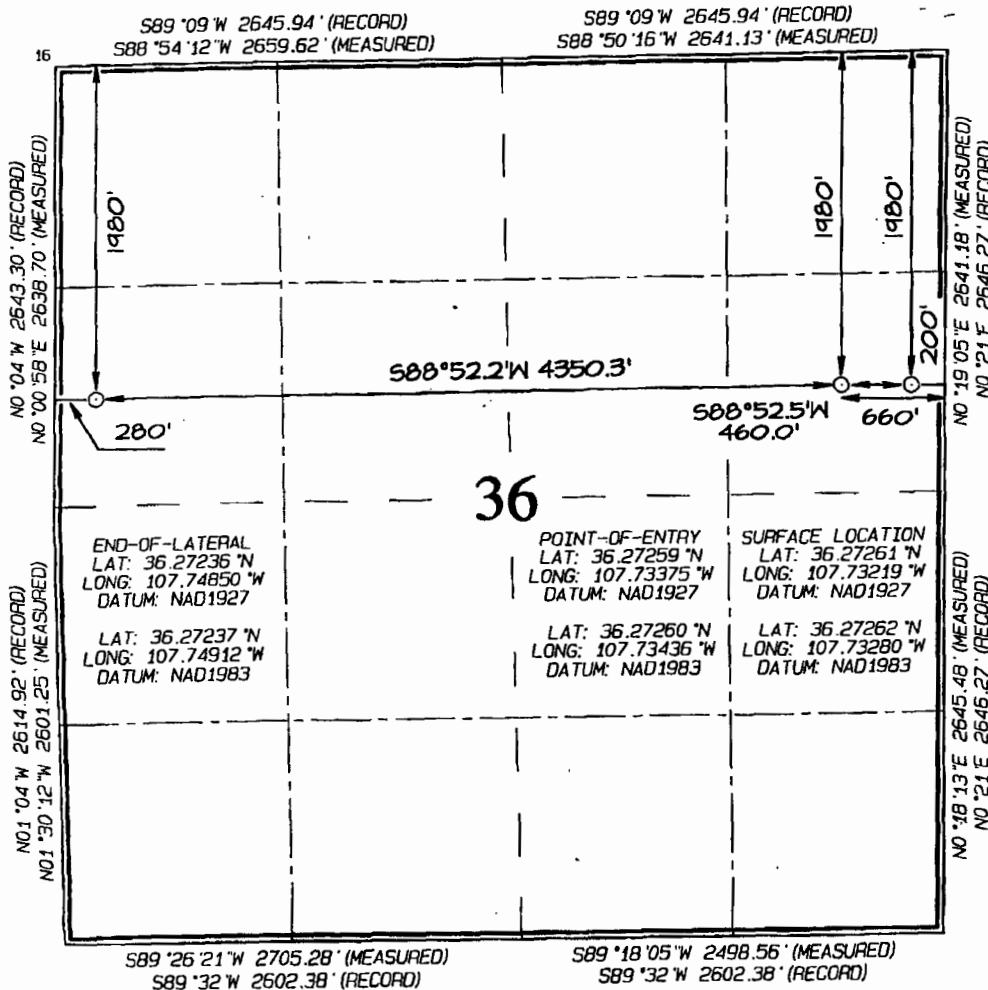 S89°09'W 2645.94' (RECORD)
S88°54'12"W 2659.62' (MEASURED)
S89°09'W 2645.94' (RECORD)
S88°50'16"W 2641.13' (MEASURED)
16
N0°04'W 2643.30' (RECORD)
N0°00'58"E 2638.70' (MEASURED)
1980'
1980'
1980'
N0°19'05"E 2641.18' (MEASURED)
N0°21'E 2646.27' (RECORD)
200'
S88°52.2'W 4350.3'
280'
S88°52.5'W
460.0'
660'
36
END-OF-LATERAL
LAT: 36.27236°N
LONG: 107.74850°W
DATUM: NAD1927
LAT: 36.27237°N
LONG: 107.74912°W
DATUM: NAD1983
POINT-OF-ENTRY
LAT: 36.27259°N
LONG: 107.73375°W
DATUM: NAD1927
LAT: 36.27260°N
LONG: 107.73436°W
DATUM: NAD1983
SURFACE LOCATION
LAT: 36.27261°N
LONG: 107.73219°W
DATUM: NAD1927
LAT: 36.27262°N
LONG: 107.73280°W
DATUM: NAD1983
N01°04'W 2614.92' (RECORD)
N01°30'12"W 2601.25' (MEASURED)
N0°18'13"E 2645.48' (MEASURED)
N0°21'E 2646.27' (RECORD)
S89°26'21"W 2705.28' (MEASURED)
S89°32'W 2602.38' (RECORD)
S89°18'05"W 2498.56' (MEASURED)
S89°32'W 2602.38' (RECORD)